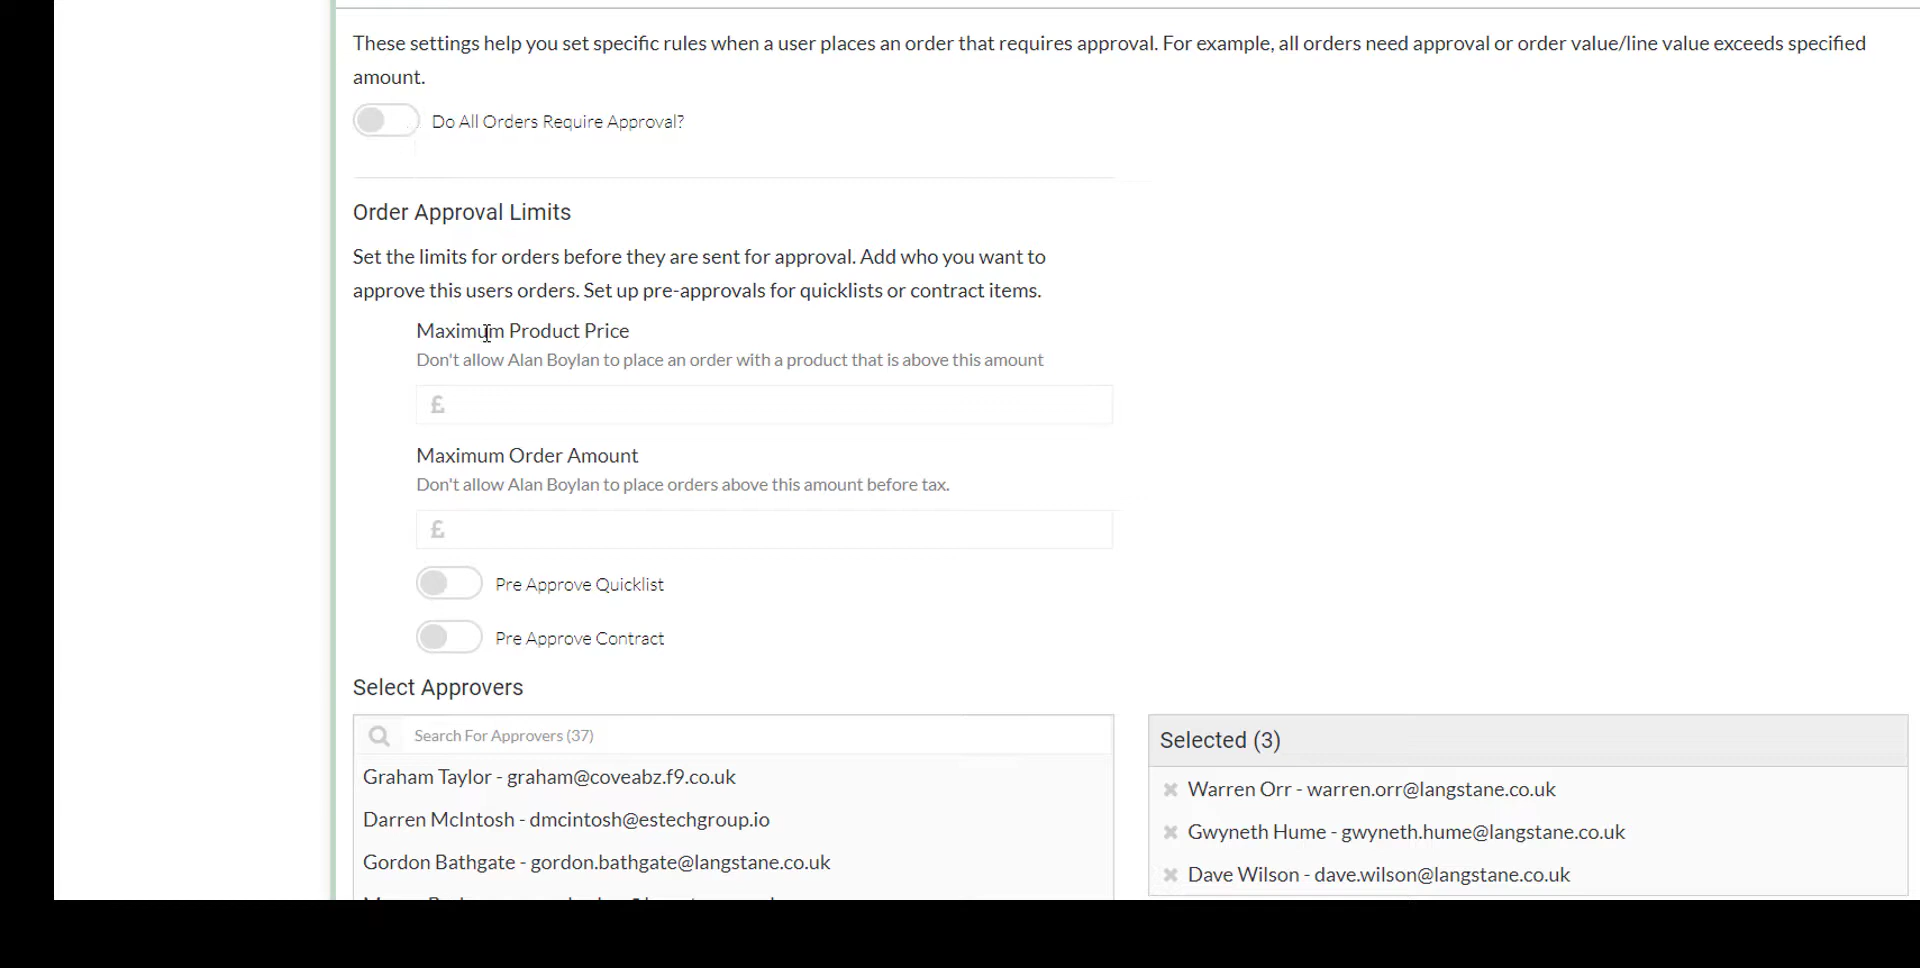 These settings help you set specific rules when a user places an order that requires approval. For example, all orders need approval or order value/line value exceeds specified
amount.
Do All Orders Require Approval?
Order Approval Limits
Set the limits for orders before they are sent for approval. Add who you want to
approve this users orders. Set up pre-approvals for quicklists or contract items.
Maximum Product Price
Don't allow Alan Boylan to place an order with a product that is above this amount
£
Maximum Order Amount
Don't allow Alan Boylan to place orders above this amount before tax.
£
Pre Approve Quicklist
Pre Approve Contract
Select Approvers
Search For Approvers (37)
Graham Taylor - graham@coveabz.f9.co.uk
Darren McIntosh - dmcintosh@estechgroup.io
Gordon Bathgate - gordon.bathgate@langstane.co.uk
Selected (3)
Warren Orr - warren.orr@langstane.co.uk
Gwyneth Hume - gwyneth.hume@langstane.co.uk
Dave Wilson - dave.wilson@langstane.co.uk